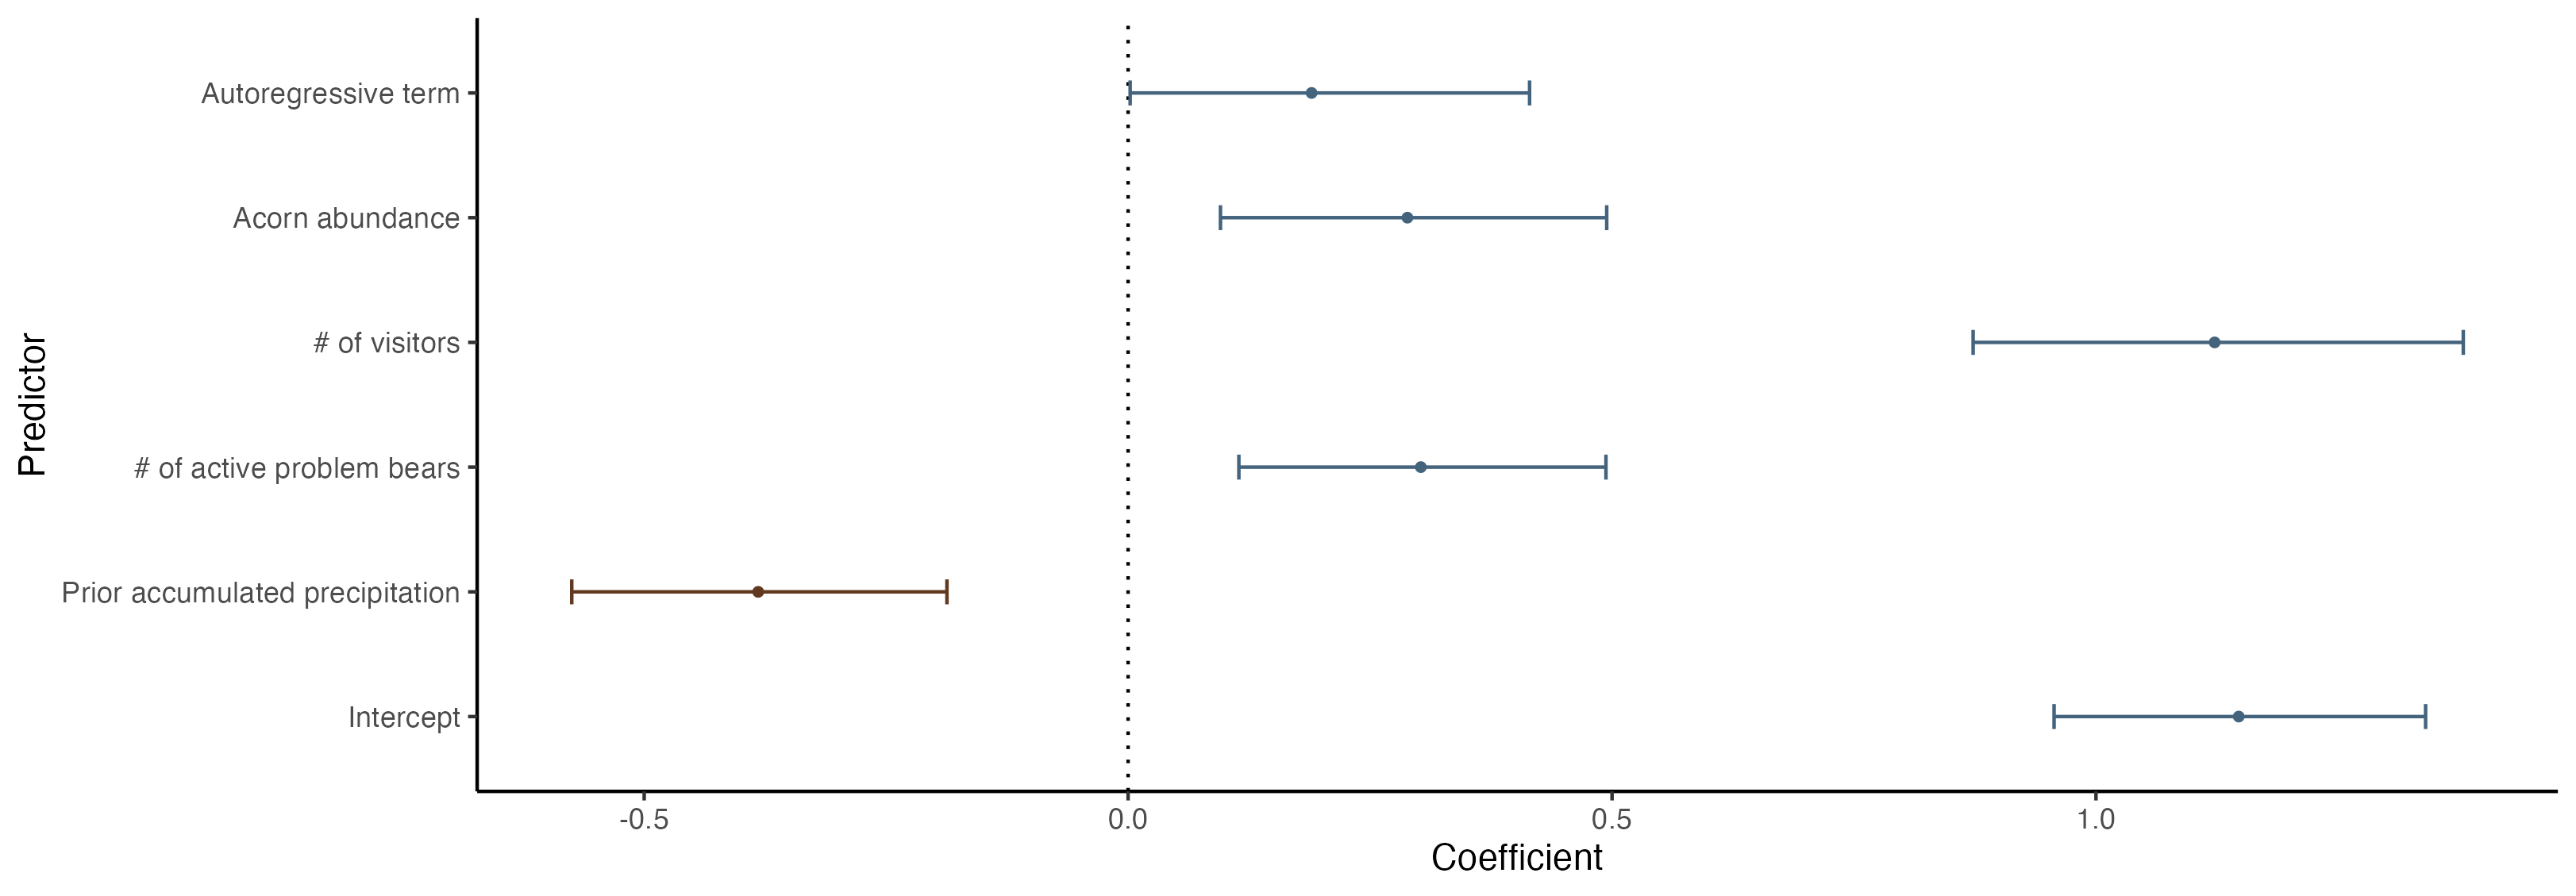 Predictor
Autoregressive term
Acorn abundance
# of visitors
# of active problem bears
Prior accumulated precipitation
Intercept
-0.5 0.0 0.5 1.0
Coefficient